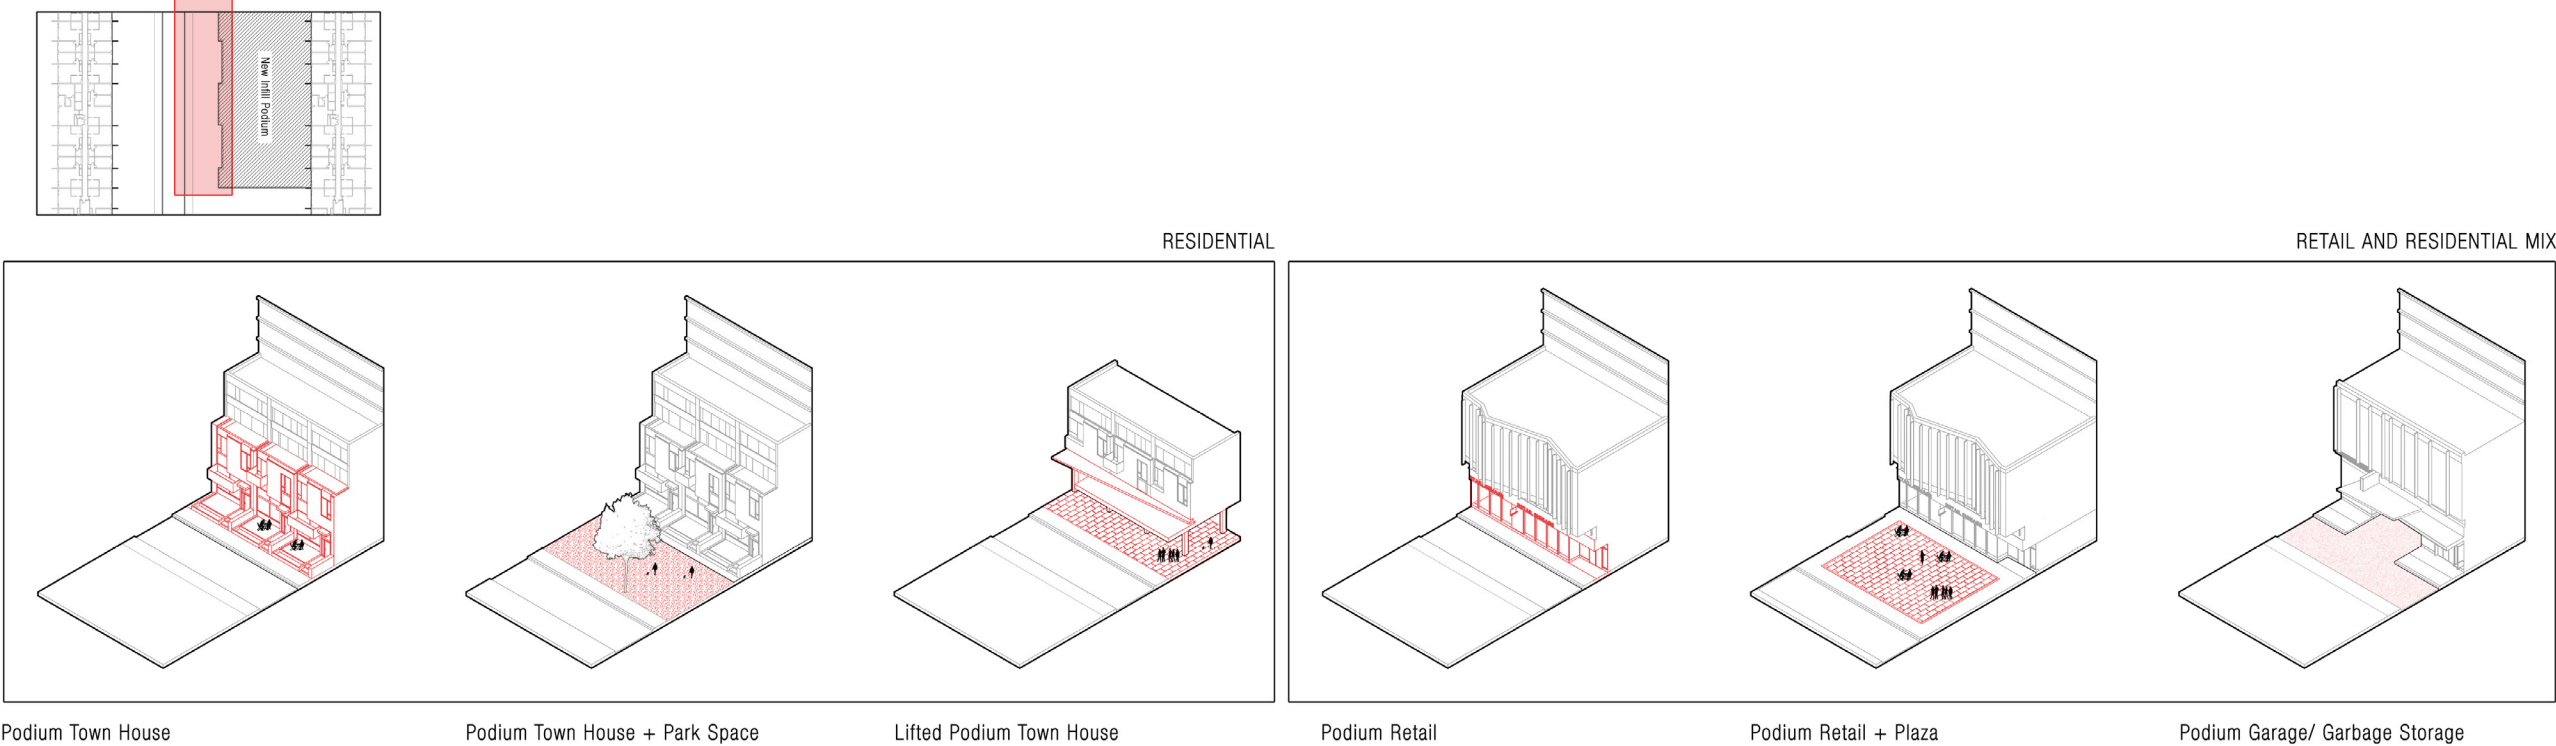 New Infill Podium
RESIDENTIAL
RETAIL AND RESIDENTIAL MIX
Podium Town House
Podium Town House + Park Space
Lifted Podium Town House
Podium Retail
Podium Retail + Plaza
Podium Garage/ Garbage Storage